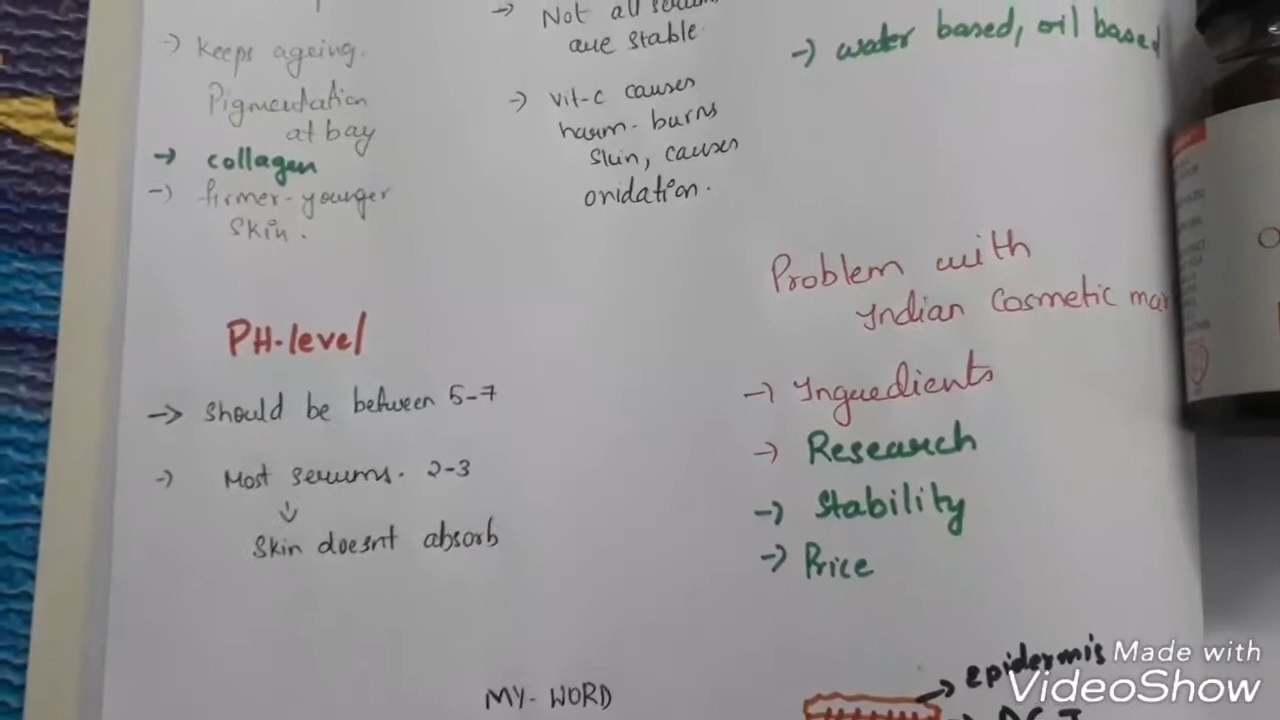 → Keeps ageing.
Pigmentation
at bay
→ collagen
→ firmer-younger
skin.
→ Not all serum
are stable.
→ vit-c causes
harm-burns
skin, causes
oxidation.
→ water based, oil based
PH-level
→ should be between 5-7
→ Most serums. 2-3
↓
skin doesnt absorb
Problem with
Indian Cosmetic mar
→ Ingredients
→ Research
→ Stability
→ Price
MY-WORD
→ epidermis
Made with
VideoShow